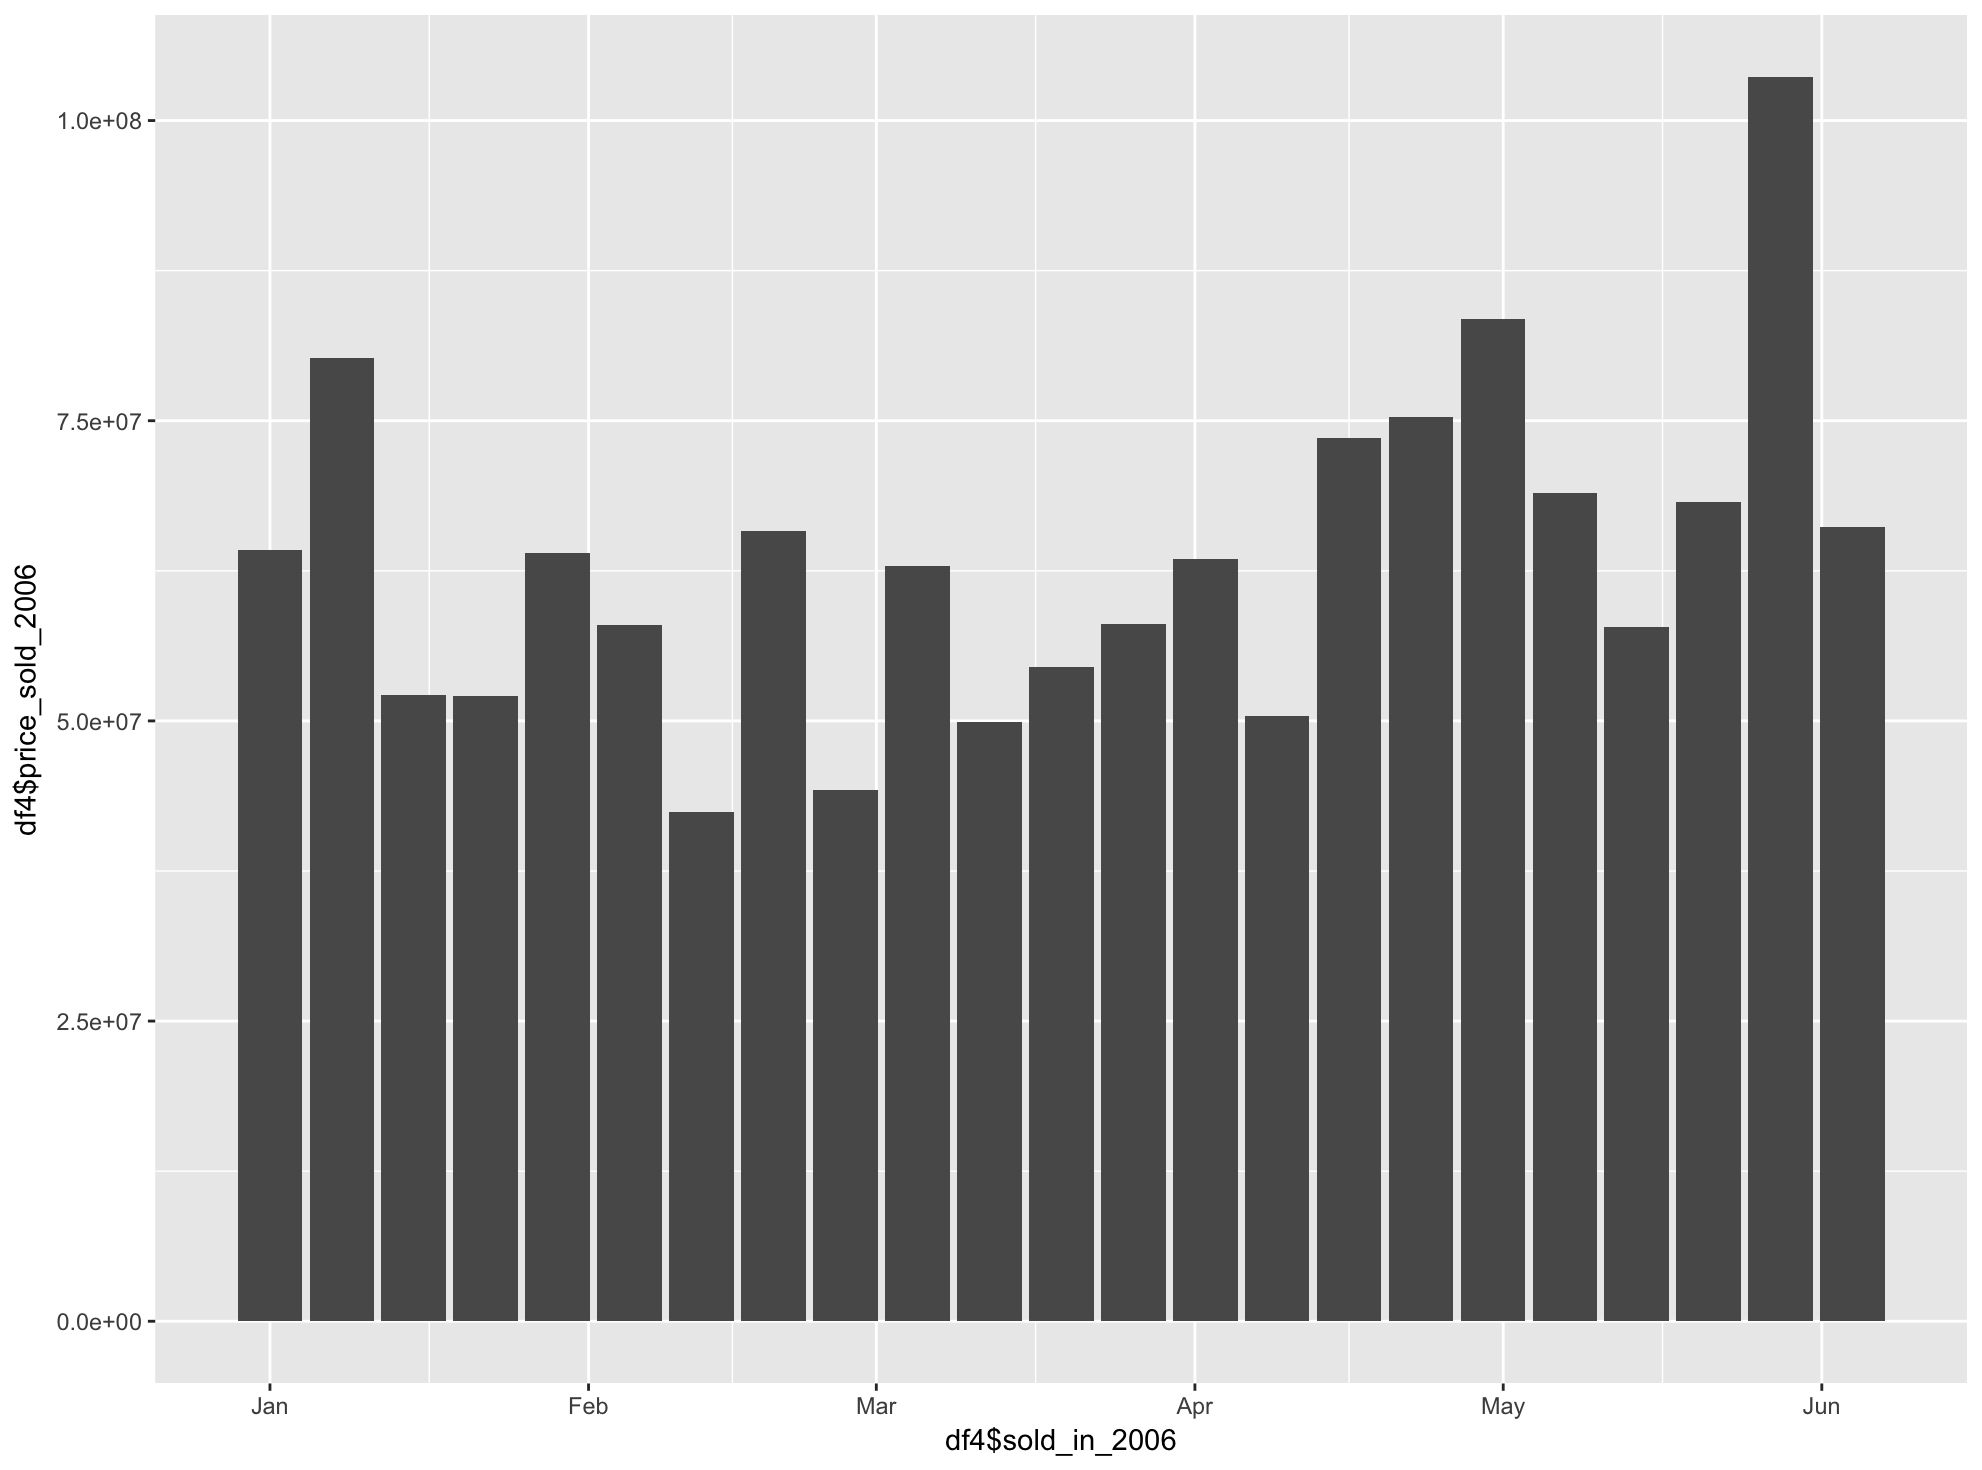 df4$price_sold_2006
1.0e+08
7.5e+07
5.0e+07
2.5e+07
0.0e+00
Jan Feb Mar Apr May Jun
df4$sold_in_2006